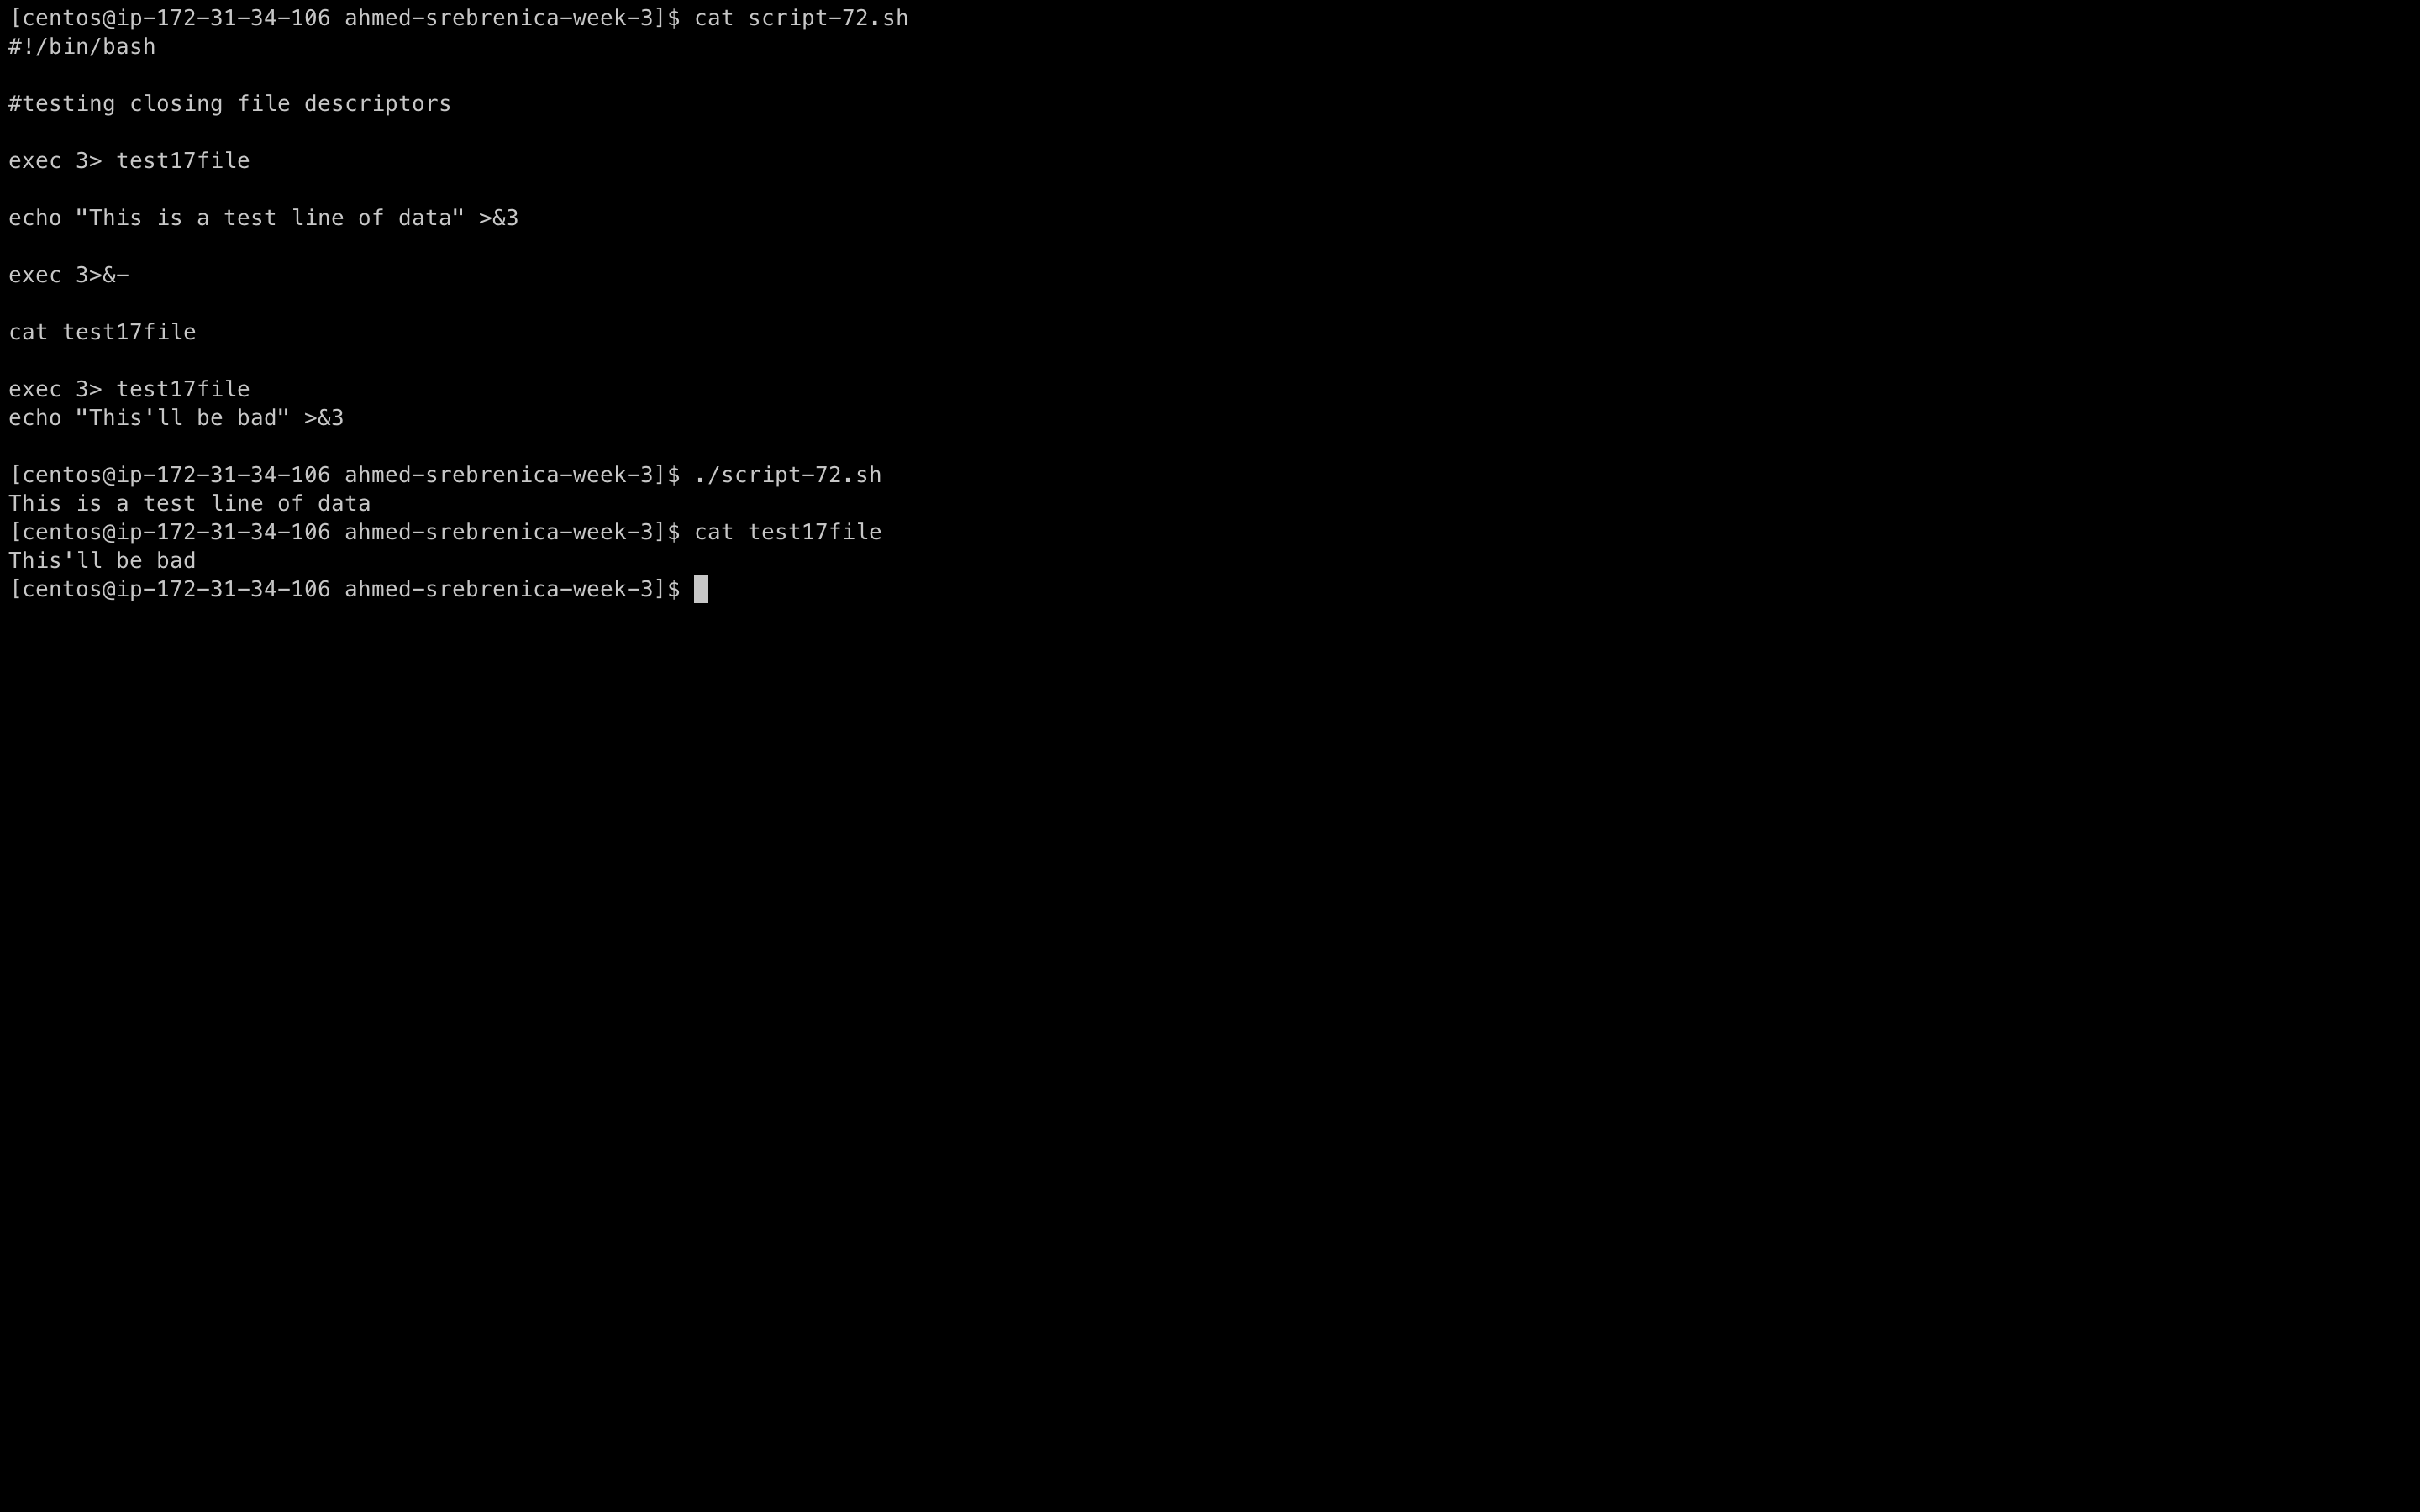 [centos@ip-172-31-34-106 ahmed-srebrenica-week-3]$ cat script-72.sh
#!/bin/bash
#testing closing file descriptors
exec 3> test17file
echo "This is a test line of data" >&3
exec 3>&-
cat test17file
exec 3> test17file
echo "This'll be bad" >&3
[centos@ip-172-31-34-106 ahmed-srebrenica-week-3]$ ./script-72.sh
This is a test line of data
[centos@ip-172-31-34-106 ahmed-srebrenica-week-3]$ cat test17file
This'll be bad
[centos@ip-172-31-34-106 ahmed-srebrenica-week-3]$